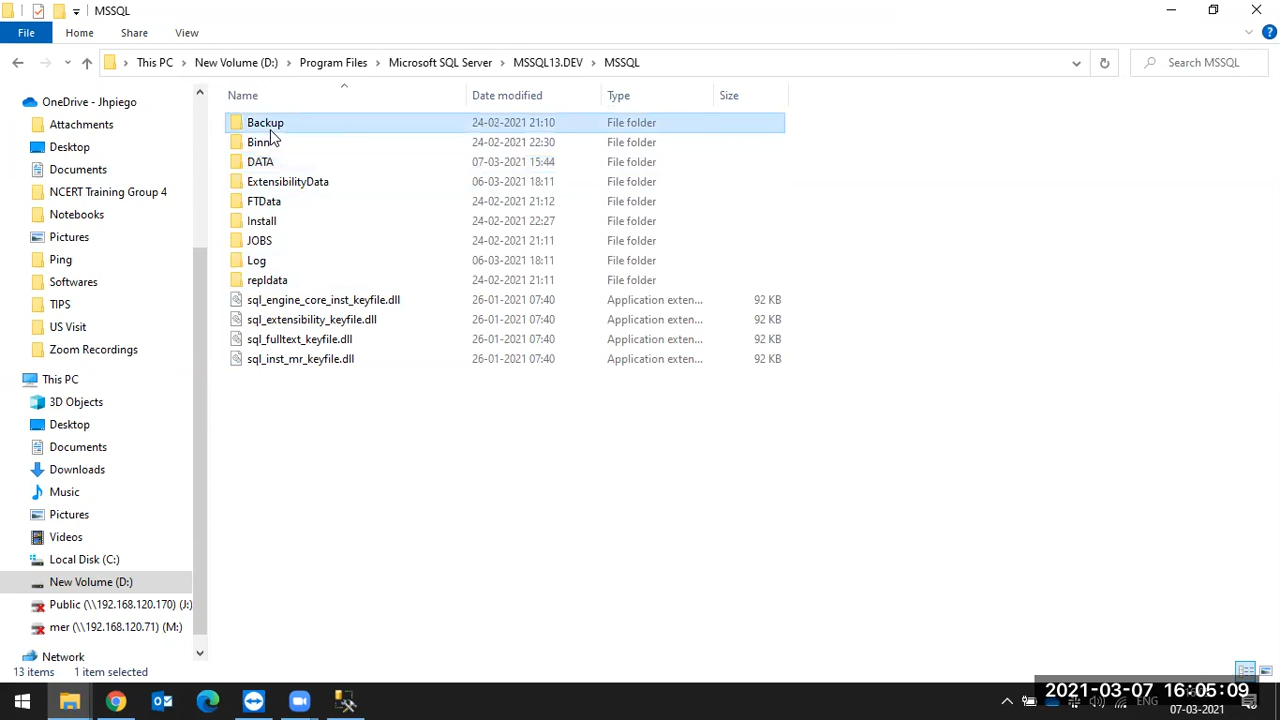 MSSQL
File Home Share View
This PC New Volume (D:) Program Files Microsoft SQL Server MSSQL13.DEV MSSQL Search MSSQL
Name Date modified Type Size
OneDrive - Jhpiego
Attachments
Desktop
Documents
NCERT Training Group 4
Notebooks
Pictures
Ping
Softwares
TIPS
US Visit
Zoom Recordings
This PC
3D Objects
Desktop
Documents
Downloads
Music
Pictures
Videos
Local Disk (C:)
New Volume (D:)
Public (\\192.168.120.170) (J:)
mer (\\192.168.120.71) (M:)
Network
Backup 24-02-2021 21:10 File folder
Binn 24-02-2021 22:30 File folder
DATA 07-03-2021 15:44 File folder
ExtensibilityData 06-03-2021 18:11 File folder
FTData 24-02-2021 21:12 File folder
Install 24-02-2021 22:27 File folder
JOBS 24-02-2021 21:11 File folder
Log 06-03-2021 18:11 File folder
repldata 24-02-2021 21:11 File folder
sql_engine_core_inst_keyfile.dll 26-01-2021 07:40 Application exten... 92 KB
sql_extensibility_keyfile.dll 26-01-2021 07:40 Application exten... 92 KB
sql_fulltext_keyfile.dll 26-01-2021 07:40 Application exten... 92 KB
sql_inst_mr_keyfile.dll 26-01-2021 07:40 Application exten... 92 KB
13 items 1 item selected
2021-03-07 16:05:09
ENG
07-03-2021